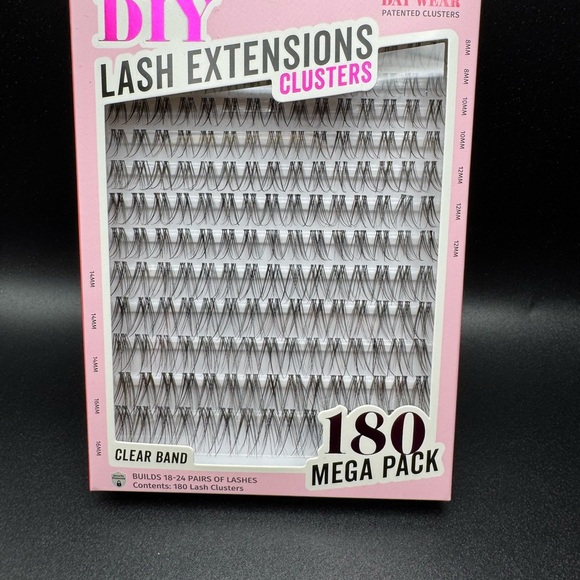 DIY
DAY WEAR
PATENTED CLUSTERS
LASH EXTENSIONS
CLUSTERS
8MM
8MM
10MM
10MM
12MM
12MM
12MM
14MM
14MM
14MM
16MM
16MM
CLEAR BAND
180
MEGA PACK
BUILDS 18-24 PAIRS OF LASHES
Contents: 180 Lash Clusters